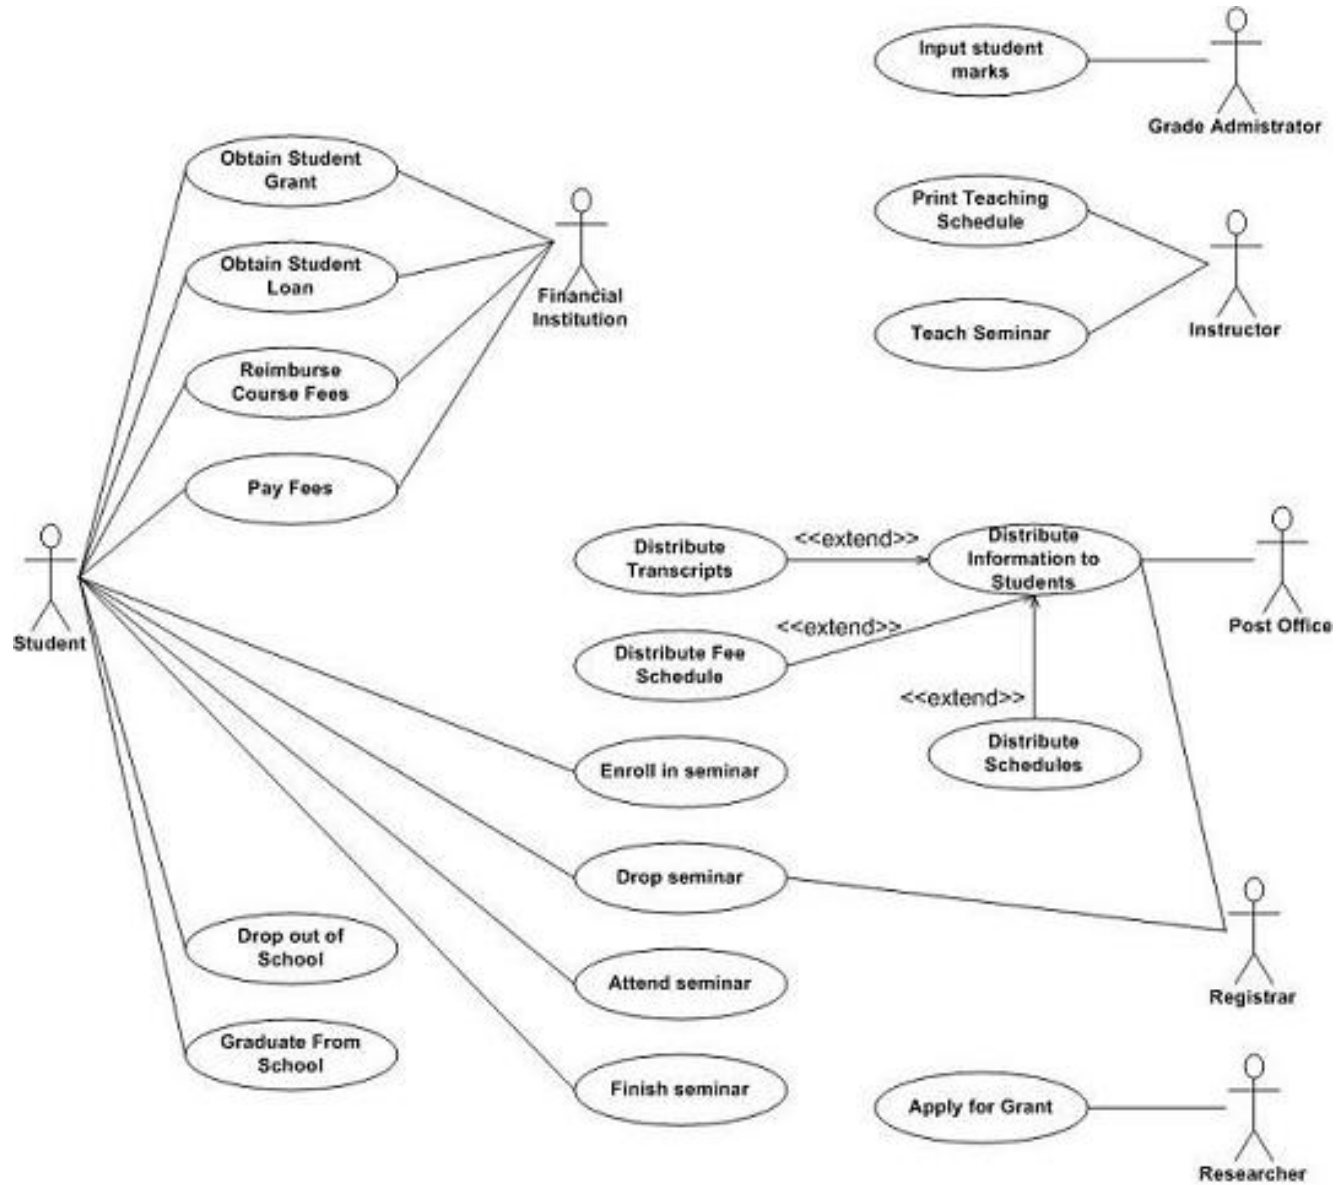 Input student
marks
Grade Admistrator
Obtain Student
Grant
Print Teaching
Schedule
Obtain Student
Loan
Financial
Institution
Teach Seminar
Instructor
Reimburse
Course Fees
Pay Fees
Student
Distribute
Transcripts
<<extend>>
Distribute
Information to
Students
Post Office
Distribute Fee
Schedule
<<extend>>
<<extend>>
Distribute
Schedules
Enroll in seminar
Drop seminar
Drop out of
School
Attend seminar
Registrar
Graduate From
School
Finish seminar
Apply for Grant
Researcher